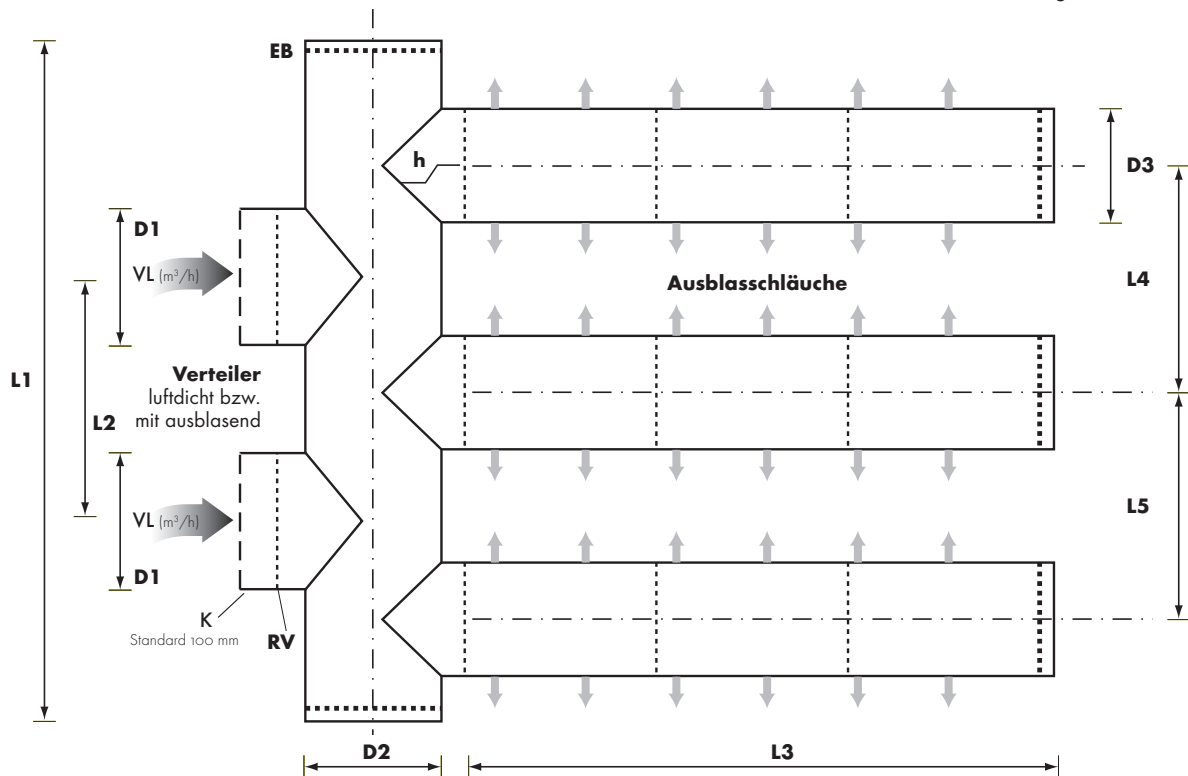 EB
h
D3
D1
VL (m³/h)
Ausblasschläuche
L4
L1
Verteiler
luftdicht bzw.
mit ausblasend
L2
VL (m³/h)
L5
D1
K
Standard 100 mm
RV
D2
L3